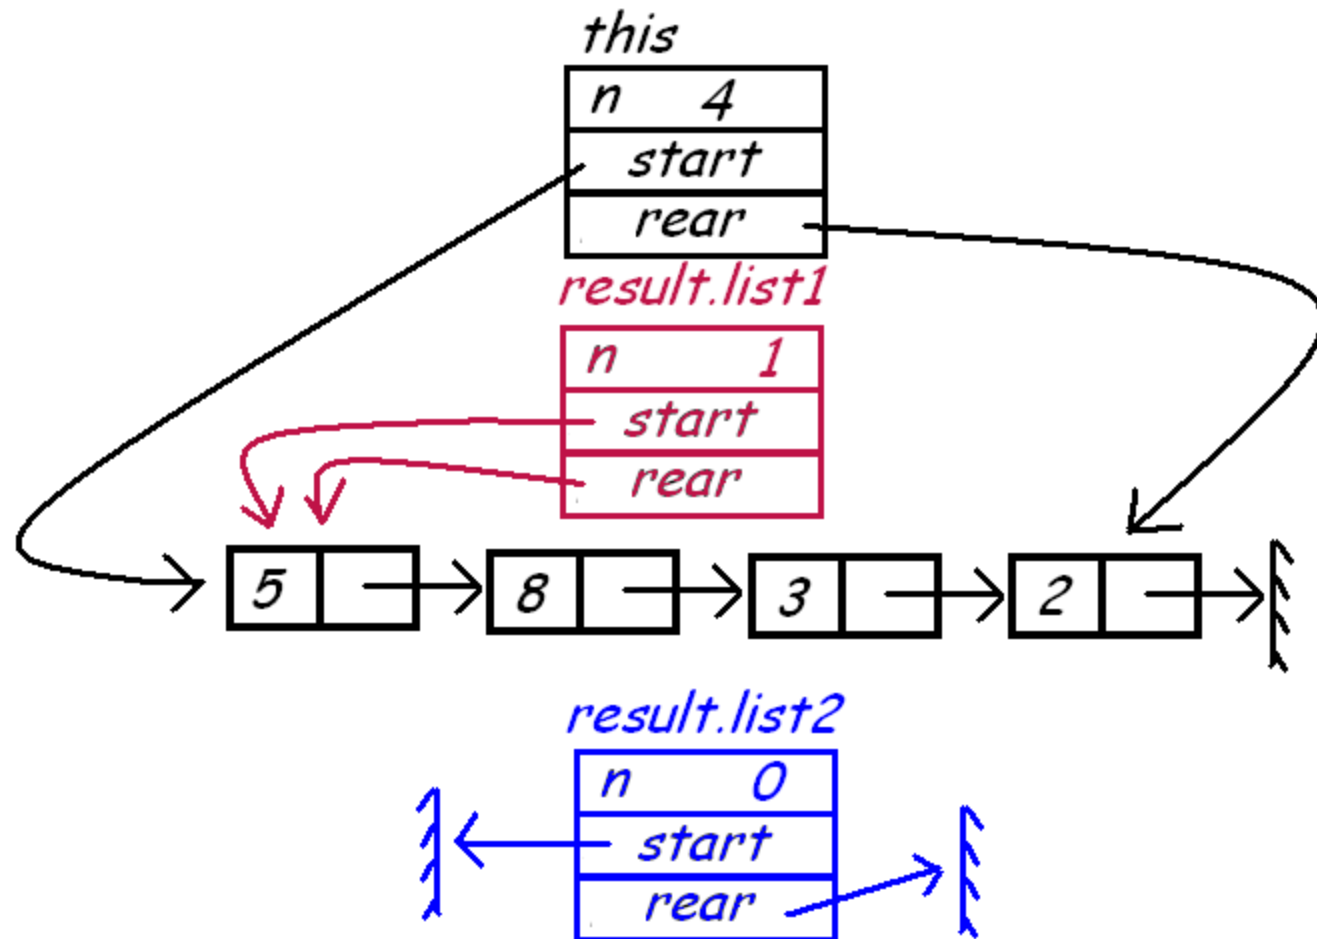 this
n 4
start
rear
result.list1
n 1
start
rear
5 8 3 2
result.list2
n 0
start
rear